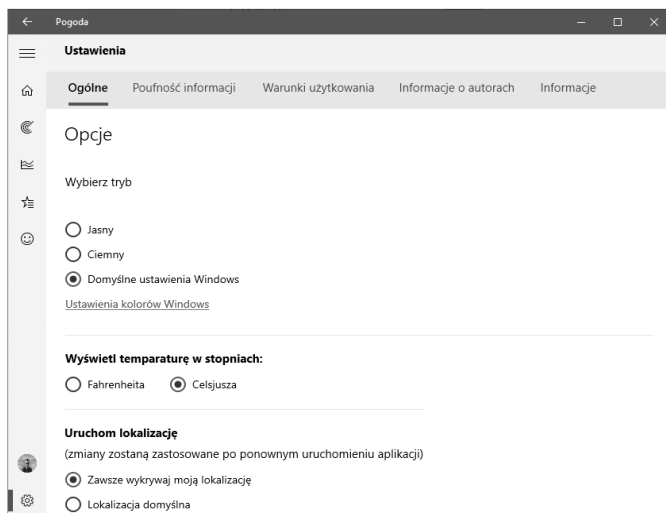 Pogoda
Ustawienia
Ogólne Poufność informacji Warunki użytkowania Informacje o autorach Informacje
Opcje
Wybierz tryb
Jasny
Ciemny
Domyślne ustawienia Windows
Ustawienia kolorów Windows
Wyświetl temparaturę w stopniach:
Fahrenheita Celsjusza
Uruchom lokalizację
(zmiany zostaną zastosowane po ponownym uruchomieniu aplikacji)
Zawsze wykrywaj moją lokalizację
Lokalizacja domyślna